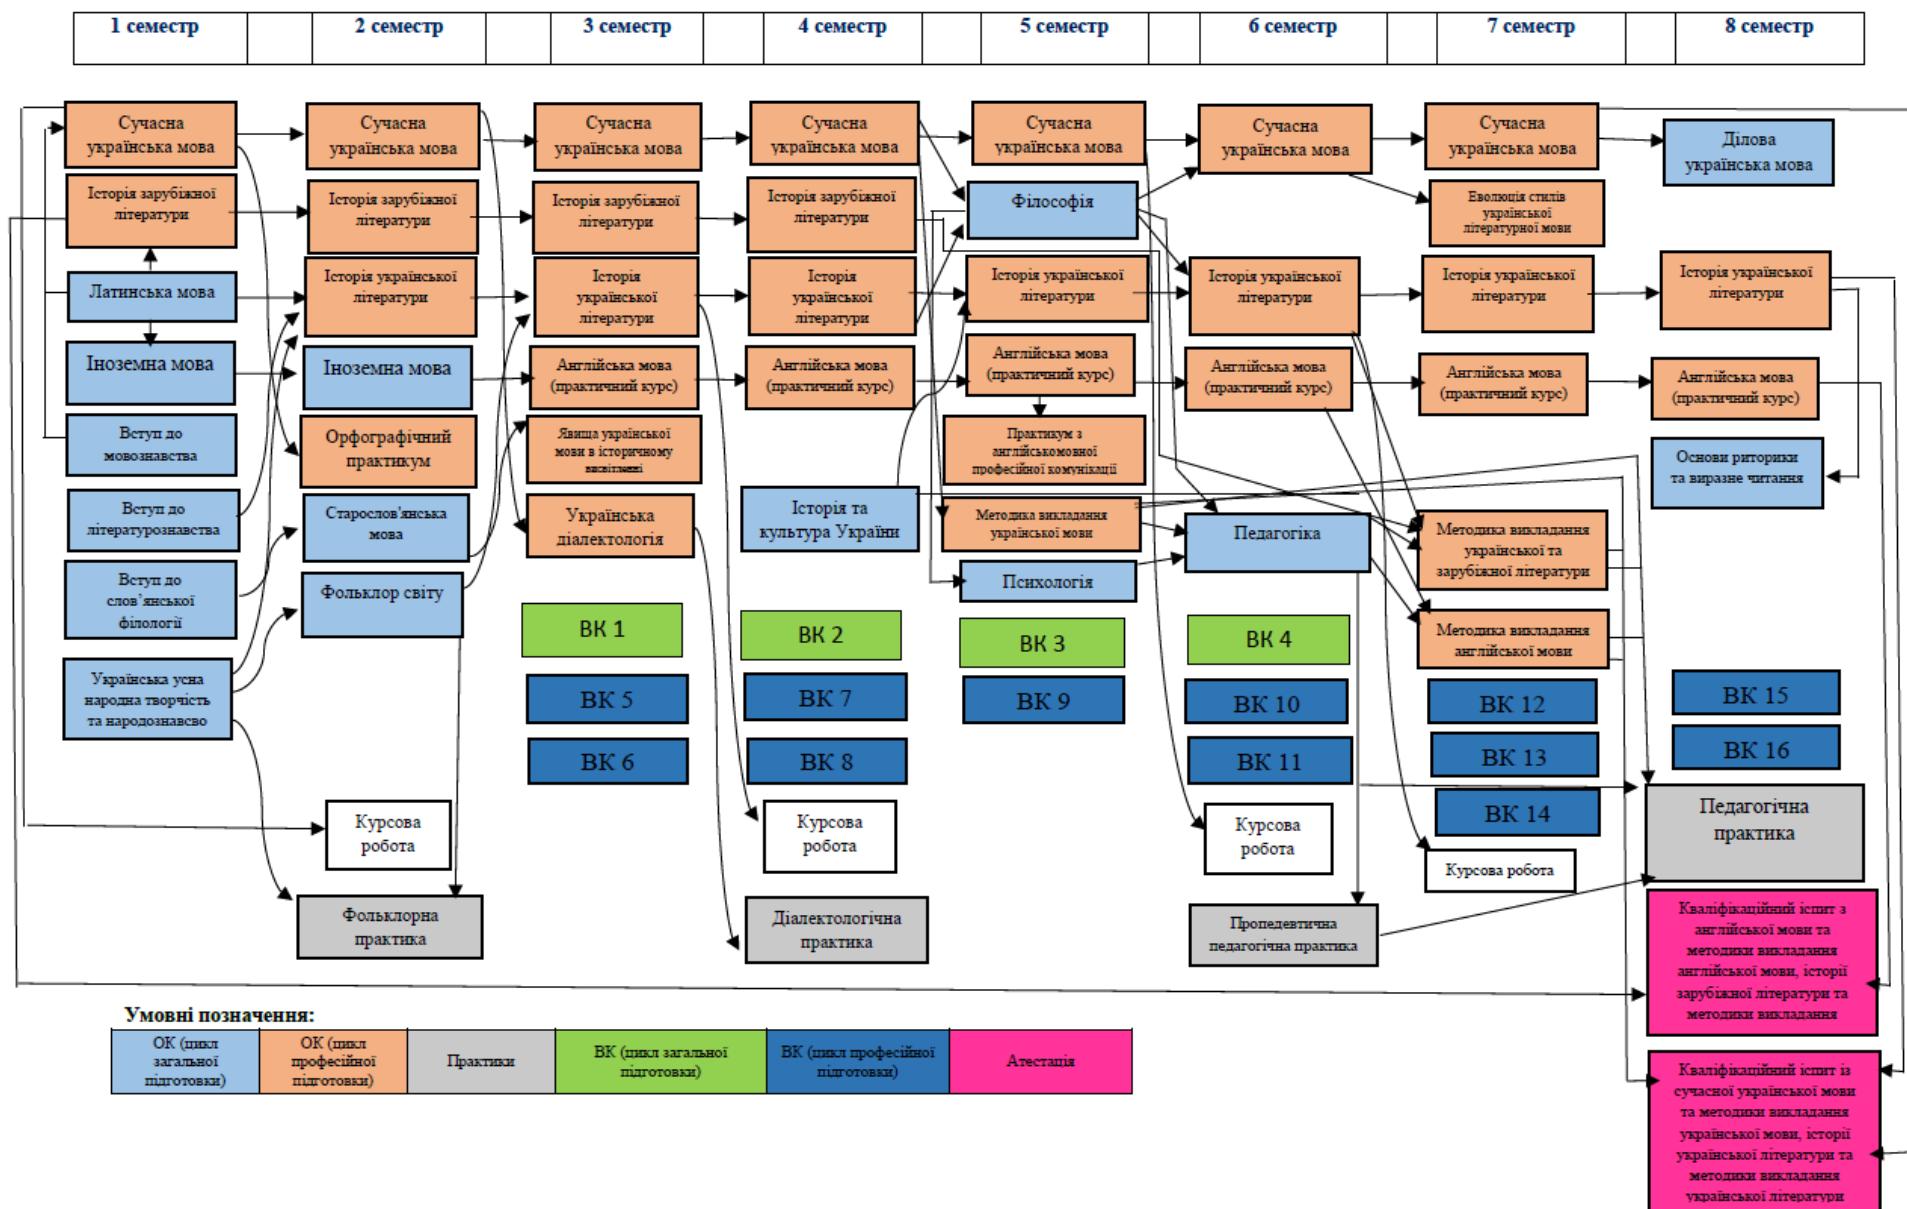 1 семестр
2 семестр
3 семестр
4 семестр
5 семестр
6 семестр
7 семестр
8 семестр
Сучасна
українська мова
Історія зарубіжної
літератури
Латинська мова
Іноземна мова
Вступ до
мовознавства
Вступ до
літературознавства
Вступ до
слов’янської
філології
Українська усна
народна творчість
та народознавсво
Сучасна
українська мова
Історія зарубіжної
літератури
Історія української
літератури
Іноземна мова
Орфографічний
практикум
Старослов'янська
мова
Фольклор світу
Курсова
робота
Фольклорна
практика
Сучасна
українська мова
Історія зарубіжної
літератури
Історія
української
літератури
Англійська мова
(практичний курс)
Явища української
мови в історичному
висвітленні
Українська
діалектологія
ВК 1
ВК 5
ВК 6
Сучасна
українська мова
Історія зарубіжної
літератури
Історія
української
літератури
Англійська мова
(практичний курс)
Історія та
культура України
ВК 2
ВК 7
ВК 8
Курсова
робота
Діалектологічна
практика
Сучасна
українська мова
Філософія
Історія української
літератури
Англійська мова
(практичний курс)
Практикум з
англійськомовної
професійної комунікації
Методика викладання
української мови
Психологія
ВК 3
ВК 9
Сучасна
українська мова
Історія української
літератури
Англійська мова
(практичний курс)
Педагогіка
ВК 4
ВК 10
ВК 11
Курсова
робота
Пропедевтична
педагогічна практика
Сучасна
українська мова
Еволюція стилів
української
літературної мови
Історія української
літератури
Англійська мова
(практичний курс)
Методика викладання
української та
зарубіжної літератури
Методика викладання
англійської мови
ВК 12
ВК 13
ВК 14
Курсова робота
Ділова
українська мова
Історія української
літератури
Англійська мова
(практичний курс)
Основи риторики
та виразне читання
ВК 15
ВК 16
Педагогічна
практика
Кваліфікаційний іспит з
англійської мови та
методики викладання
англійської мови, історії
зарубіжної літератури та
методики викладання
Кваліфікаційний іспит із
сучасної української мови
та методики викладання
української мови, історії
української літератури та
методики викладання
української літератури
Умовні позначення:
ОК (цикл
загальної
підготовки)
ОК (цикл
професійної
підготовки)
Практики
ВК (цикл загальної
підготовки)
ВК (цикл професійної
підготовки)
Атестація